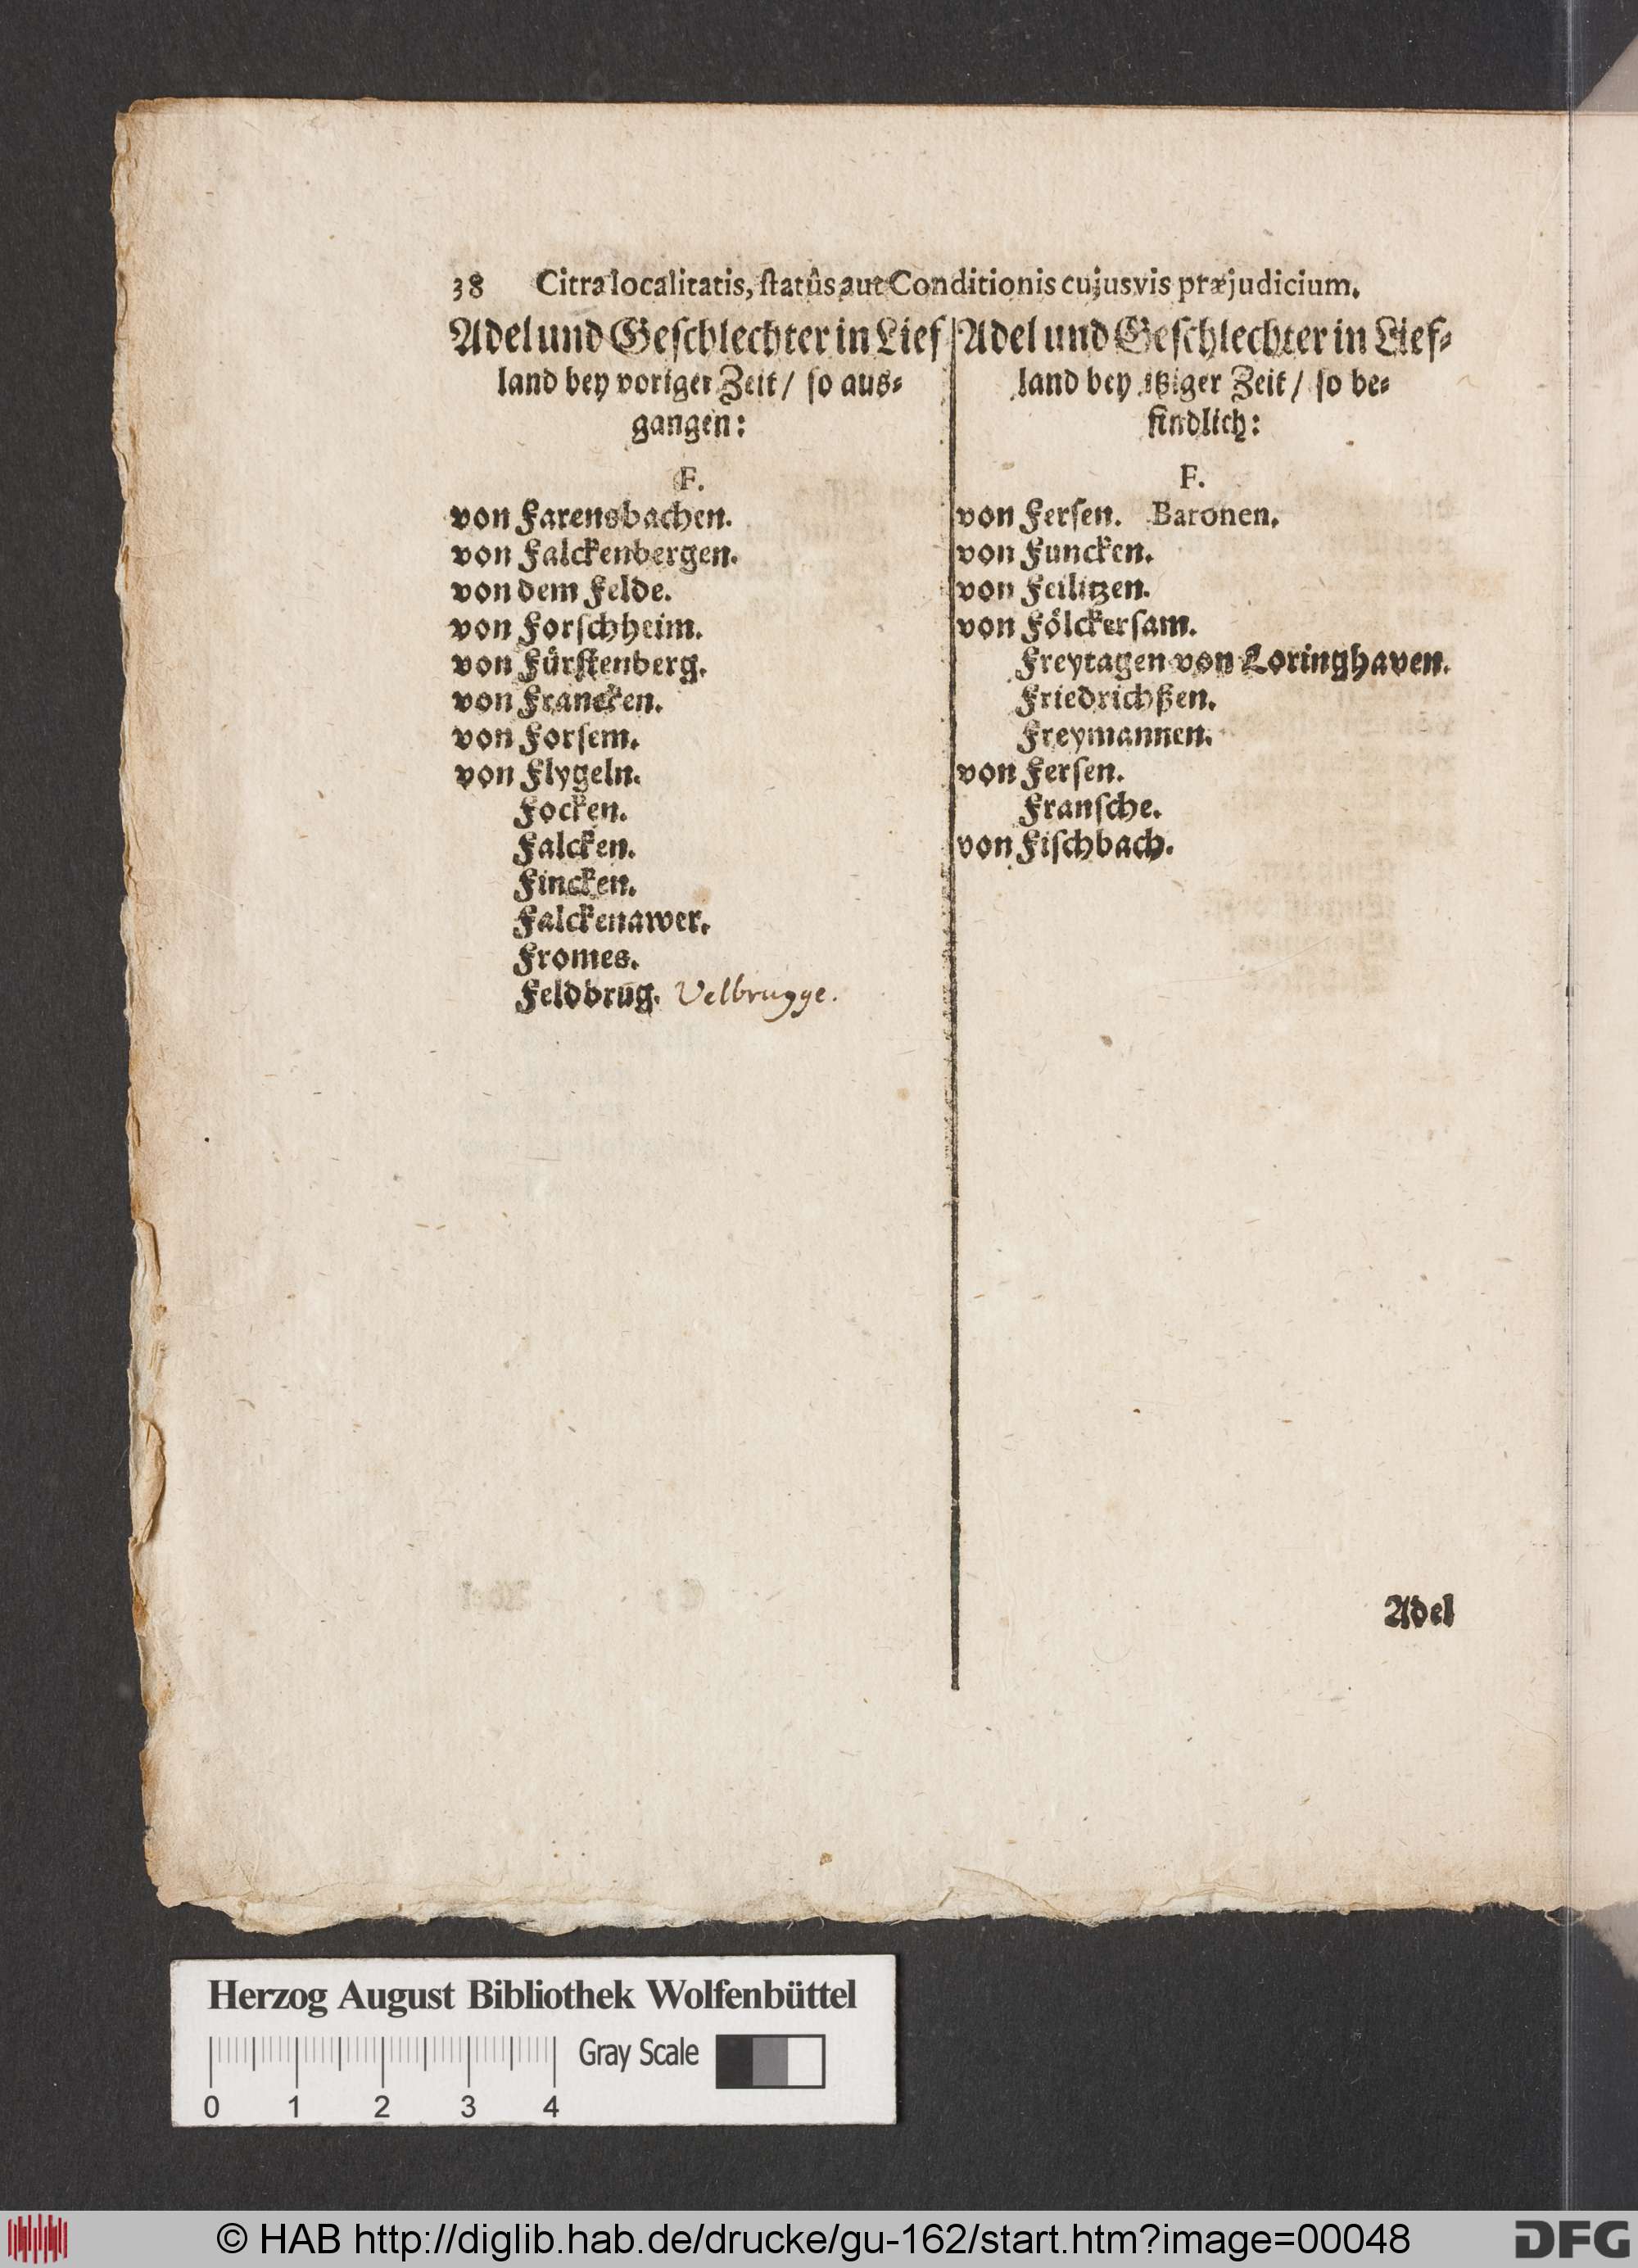 38 Citra localitatis, ſtatûs aut Conditionis cujusvis præjudicium.
Adel und Geſchlechter in Lief
land bey voriger Zeit / ſo aus⸗
gangen:
F.
von Farensbachen.
von Falckenbergen.
von dem Felde.
von Forſchheim.
von Fürſtenberg.
von Francken.
von Forſem.
von Flygeln.
Focken.
Falcken.
Fincken.
Falckenawer.
Fromes.
Feldbrüg. Velbrugge.
Adel und Geſchlechter in Lief⸗
land bey itziger Zeit / ſo be⸗
findlich:
F.
von Ferſen. Baronen.
von Funcken.
von Feilitzen.
von Fölckerſam.
Freytagen von Loringhaven.
Friedrichßen.
Freymannen.
von Ferſen.
Franſche.
von Fiſchbach.
Adel
Herzog August Bibliothek Wolfenbüttel
Gray Scale
0 1 2 3 4
© HAB http://diglib.hab.de/drucke/gu-162/start.htm?image=00048
DFG